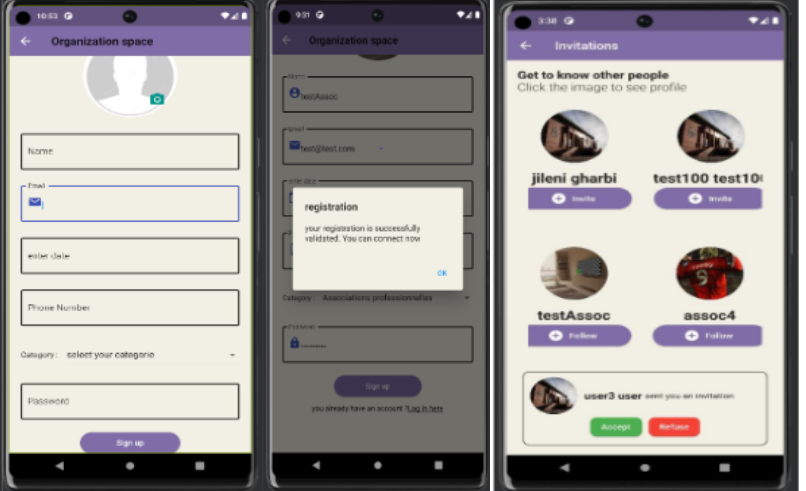 10:53
Organization space
Name
Email
enter date
Phone Number
Category : select your categorie
Password
Sign up
9:31
Organization space
Name
testAssoc
Email
test@test.com
enter date
registration
your registration is successfully
validated. You can connect now
OK
Category : Associations professionnelles
Password
Sign up
you already have an account ?Log in here
3:38
Invitations
Get to know other people
Click the image to see profile
jileni gharbi
test100 test10
Invite
Invite
testAssoc
assoc4
Follow
Follow
user3 user sent you an invitation
Accept
Refuse